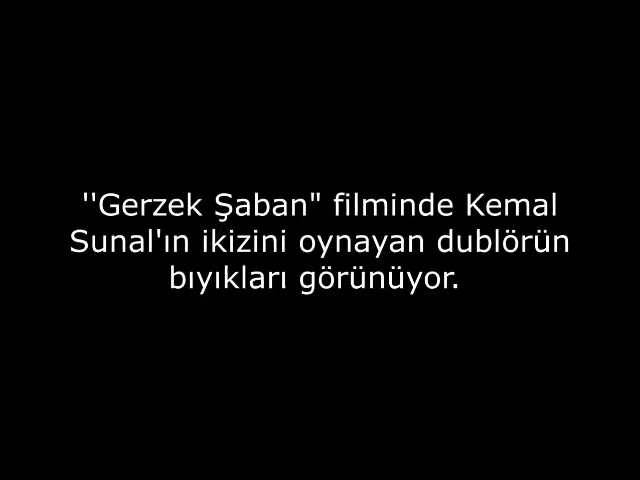 ''Gerzek Şaban" filminde Kemal
Sunal'ın ikizini oynayan dublörün
bıyıkları görünüyor.